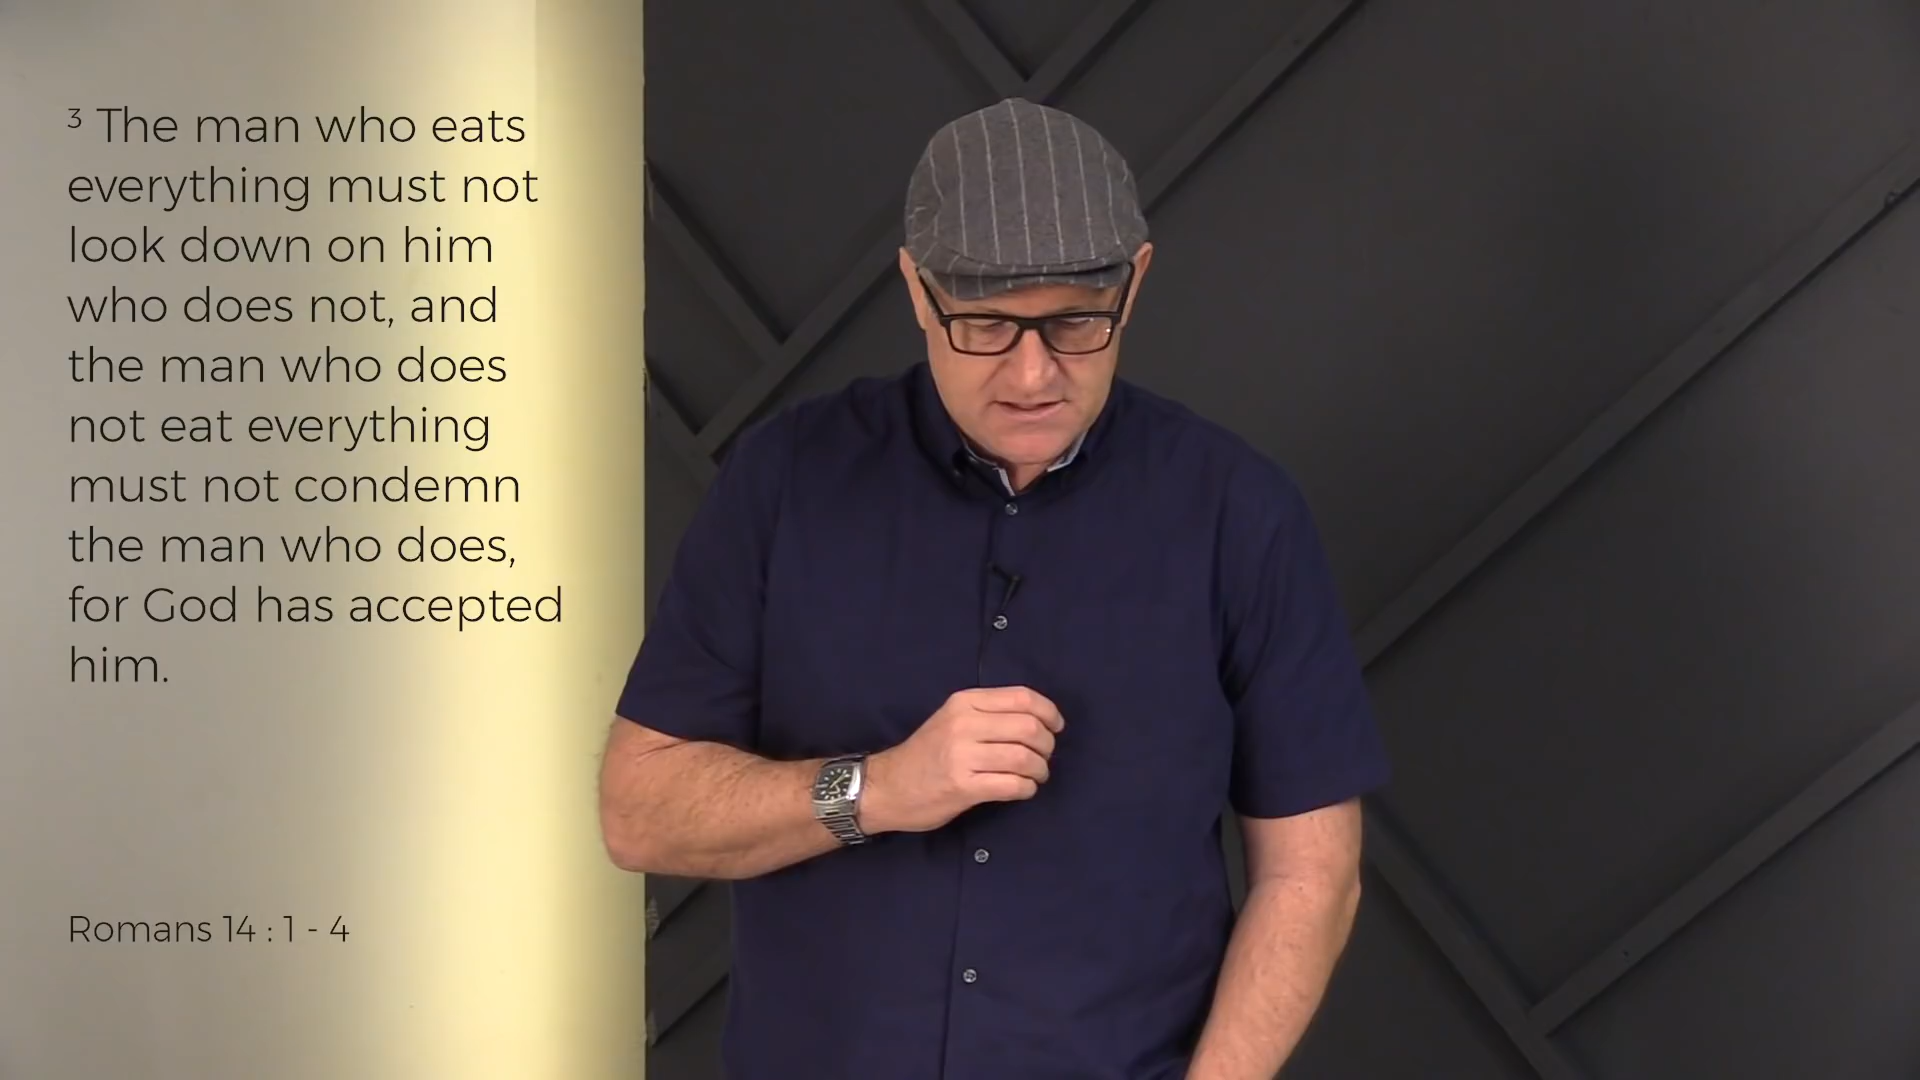 ³ The man who eats
everything must not
look down on him
who does not, and
the man who does
not eat everything
must not condemn
the man who does,
for God has accepted
him.
Romans 14 : 1 - 4